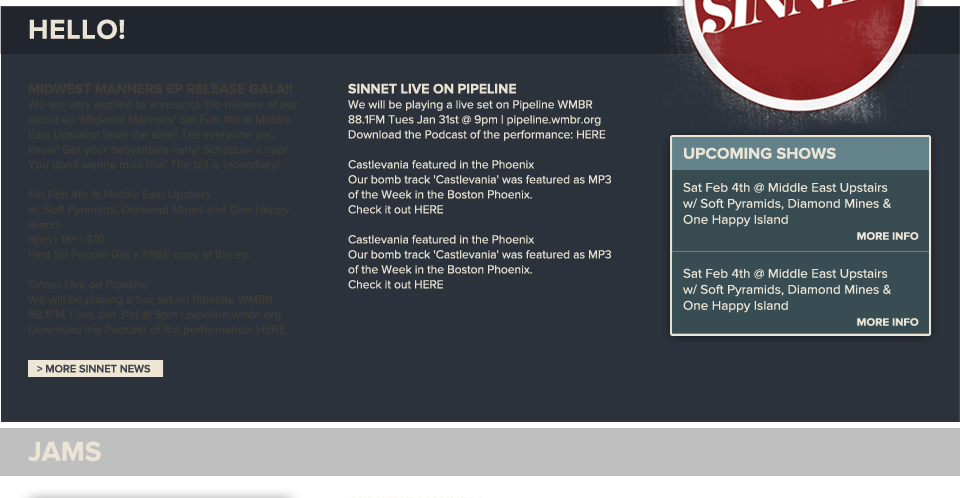 HELLO!
SINNET
MIDWEST MANNERS EP RELEASE GALA!!
We are very excited to announce the release of our
debut ep 'Midwest Manners' Sat Feb 4th at Middle
East Upstairs! Save the date! Tell everyone you
know! Get your babysitters early! Schedule a nap!
You don't wanna miss this! The bill is incendiary!
Sat Feb 4th @ Middle East Upstairs
w/ Soft Pyramids, Diamond Mines and One Happy
Island
9pm | 18+ | $10
First 50 People Get a FREE copy of the ep.
Sinnet Live on Pipeline
We will be playing a live set on Pipeline WMBR
88.1FM Tues Jan 31st @ 9pm | pipeline.wmbr.org
Download the Podcast of the performance: HERE
> MORE SINNET NEWS
SINNET LIVE ON PIPELINE
We will be playing a live set on Pipeline WMBR
88.1FM Tues Jan 31st @ 9pm | pipeline.wmbr.org
Download the Podcast of the performance: HERE
Castlevania featured in the Phoenix
Our bomb track 'Castlevania' was featured as MP3
of the Week in the Boston Phoenix.
Check it out HERE
Castlevania featured in the Phoenix
Our bomb track 'Castlevania' was featured as MP3
of the Week in the Boston Phoenix.
Check it out HERE
UPCOMING SHOWS
Sat Feb 4th @ Middle East Upstairs
w/ Soft Pyramids, Diamond Mines &
One Happy Island
MORE INFO
Sat Feb 4th @ Middle East Upstairs
w/ Soft Pyramids, Diamond Mines &
One Happy Island
MORE INFO
JAMS